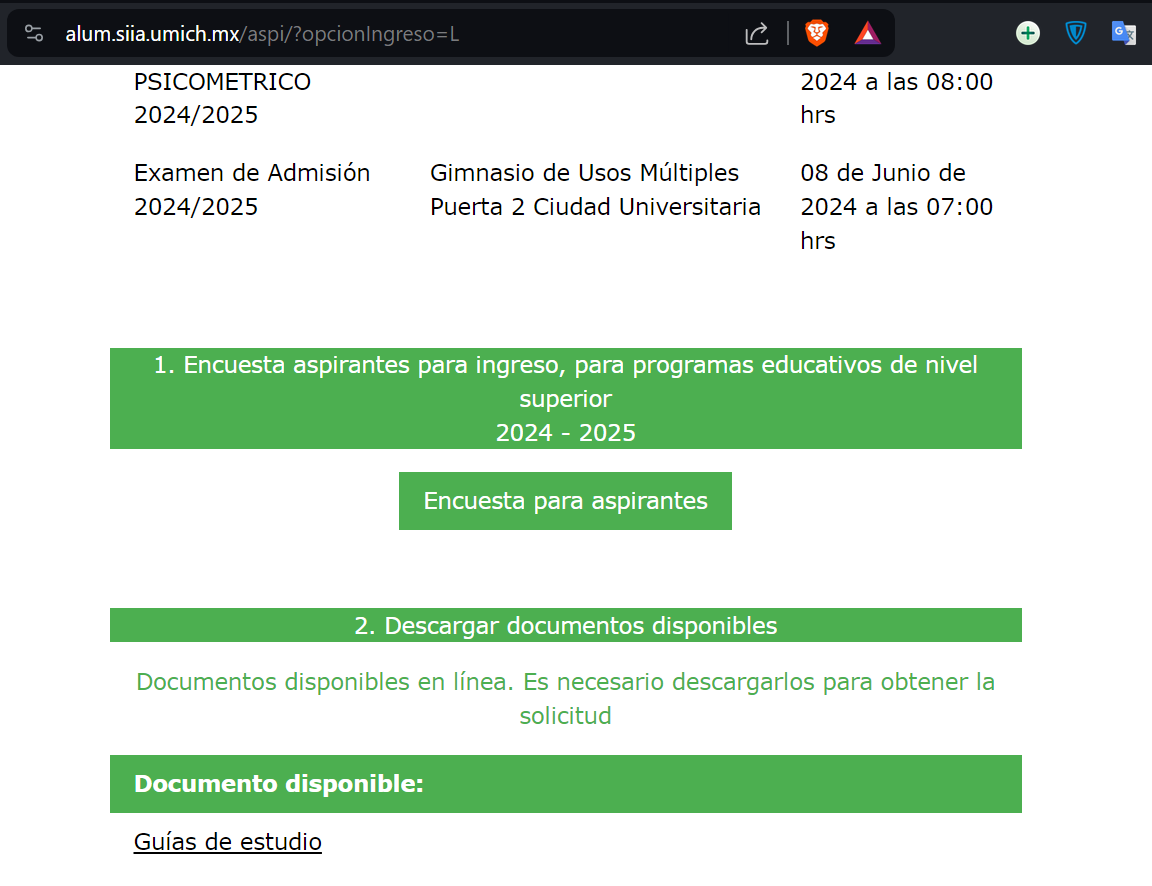 alum.siia.umich.mx/aspi/?opcionIngreso=L
PSICOMETRICO
2024/2025
2024 a las 08:00
hrs
Examen de Admisión
2024/2025
Gimnasio de Usos Múltiples
Puerta 2 Ciudad Universitaria
08 de Junio de
2024 a las 07:00
hrs
1. Encuesta aspirantes para ingreso, para programas educativos de nivel
superior
2024 - 2025
Encuesta para aspirantes
2. Descargar documentos disponibles
Documentos disponibles en línea. Es necesario descargarlos para obtener la
solicitud
Documento disponible:
Guías de estudio